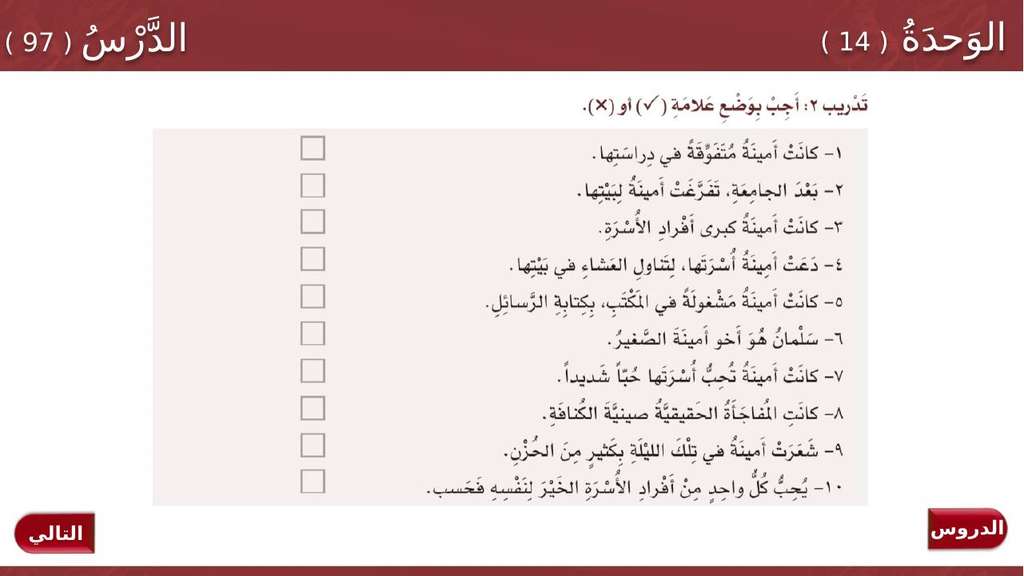 الوَحدَةُ ( 14 )
الدَّرْسُ ( 97 )
تَدْريب ٢: أَجِبْ بِوَضْعِ عَلامَةِ (✓) أو (×).
١- كانَتْ أَمينَةُ مُتَفَوِّقَةً في دِراسَتِها.
٢- بَعْدَ الجامِعَةِ، تَفَرَّغَتْ أَمينَةُ لِبَيْتِها.
٣- كانَتْ أَمينَةُ كبرى أَفْرادِ الأُسْرَةِ.
٤- دَعَتْ أَمِينَةُ أُسْرَتَها، لِتَناولِ العَشاءِ في بَيْتِها.
٥- كانَتْ أَمينَةُ مَشْغولَةً في المَكْتَبِ، بِكِتابِةِ الرَّسائِلِ.
٦- سَلْمانُ هُوَ أَخو أَمينَةَ الصَّغيرُ.
٧- كانَتْ أَمينَةُ تُحِبُّ أُسْرَتَها حُبّاً شَديداً.
٨- كانَتِ المُفاجَأَةُ الحَقيقيَّةُ صينيَّةَ الكُنافَةِ.
٩- شَعَرَتْ أَمينَةُ في تِلْكَ الليْلَةِ بِكَثيرٍ مِنَ الحُزْنِ.
١٠- يُحِبُّ كُلُّ واحِدٍ مِنْ أَفْرادِ الأُسْرَةِ الخَيْرَ لِنَفْسِهِ فَحَسب.
الدروس
التالي